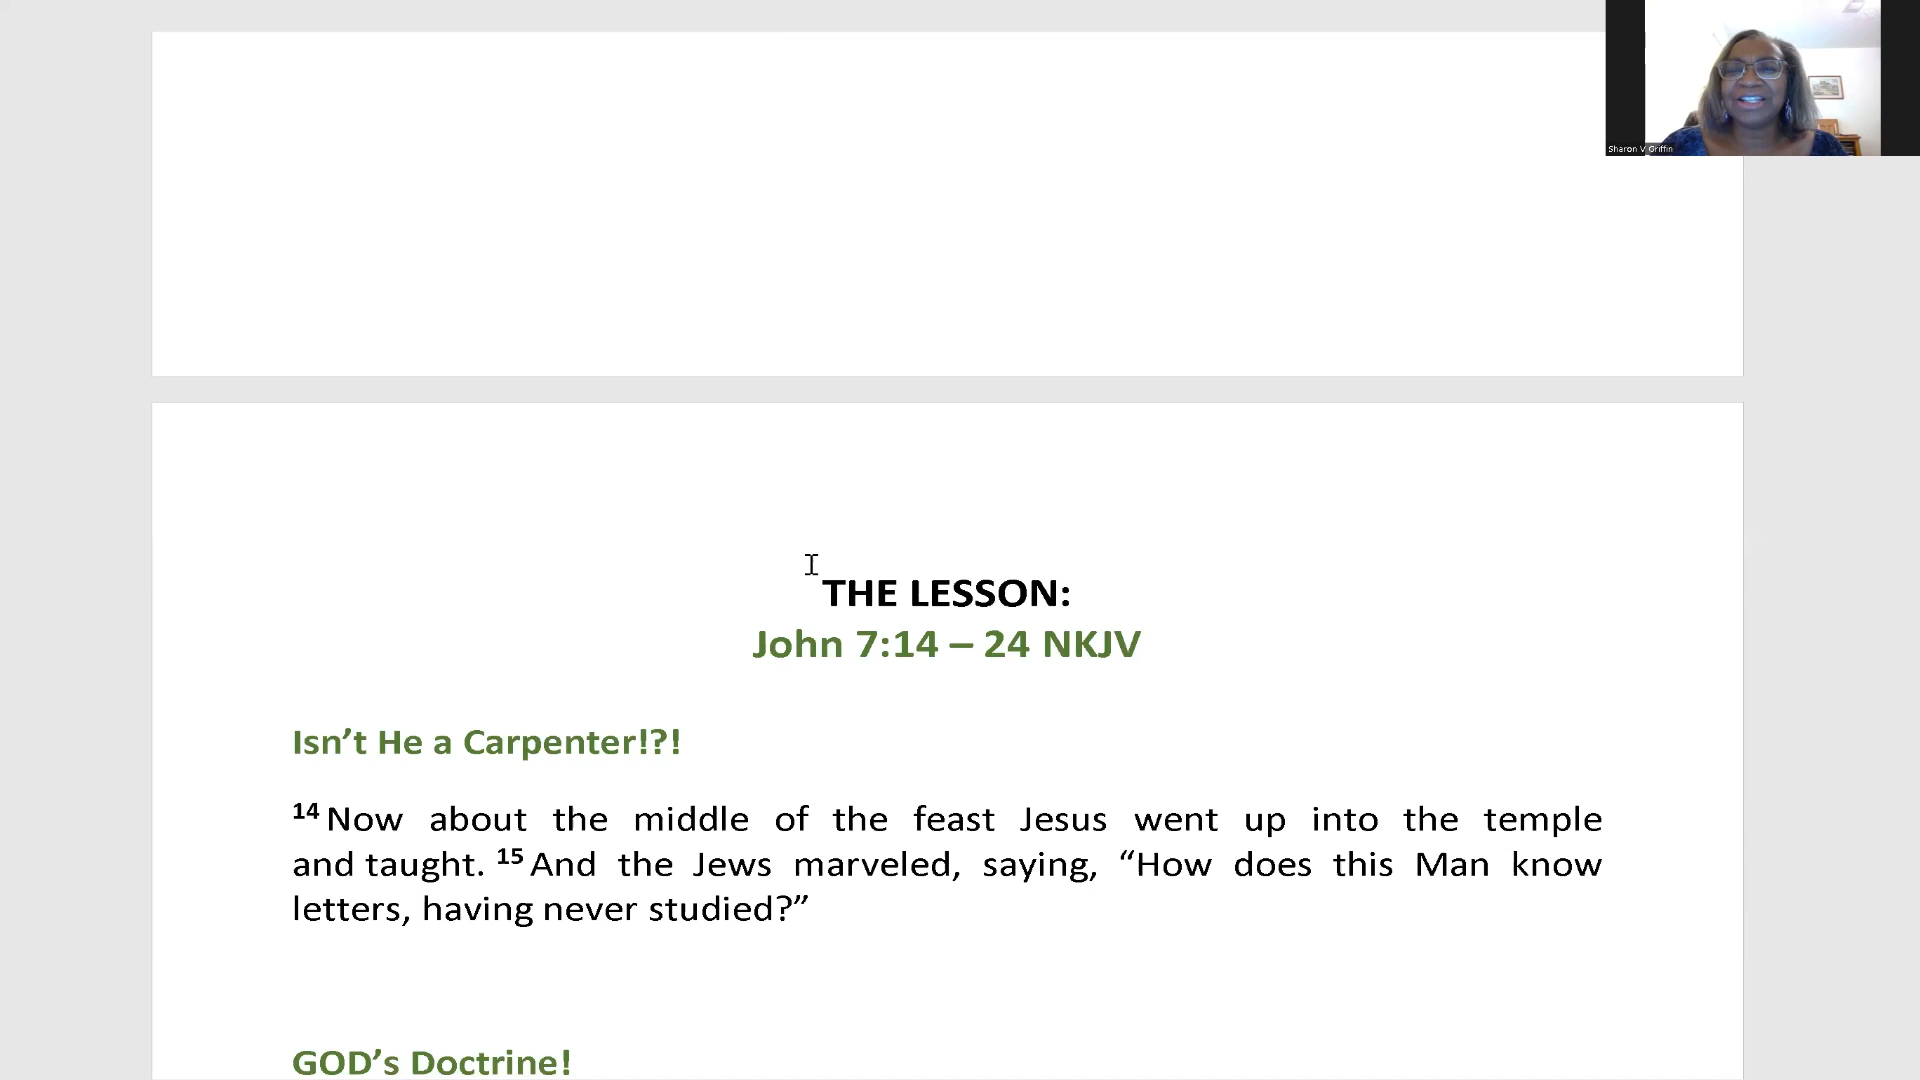 Sharon V Griffin
THE LESSON:
John 7:14 – 24 NKJV
Isn’t He a Carpenter!?!
14 Now about the middle of the feast Jesus went up into the temple
and taught. 15 And the Jews marveled, saying, “How does this Man know
letters, having never studied?”
GOD’s Doctrine!